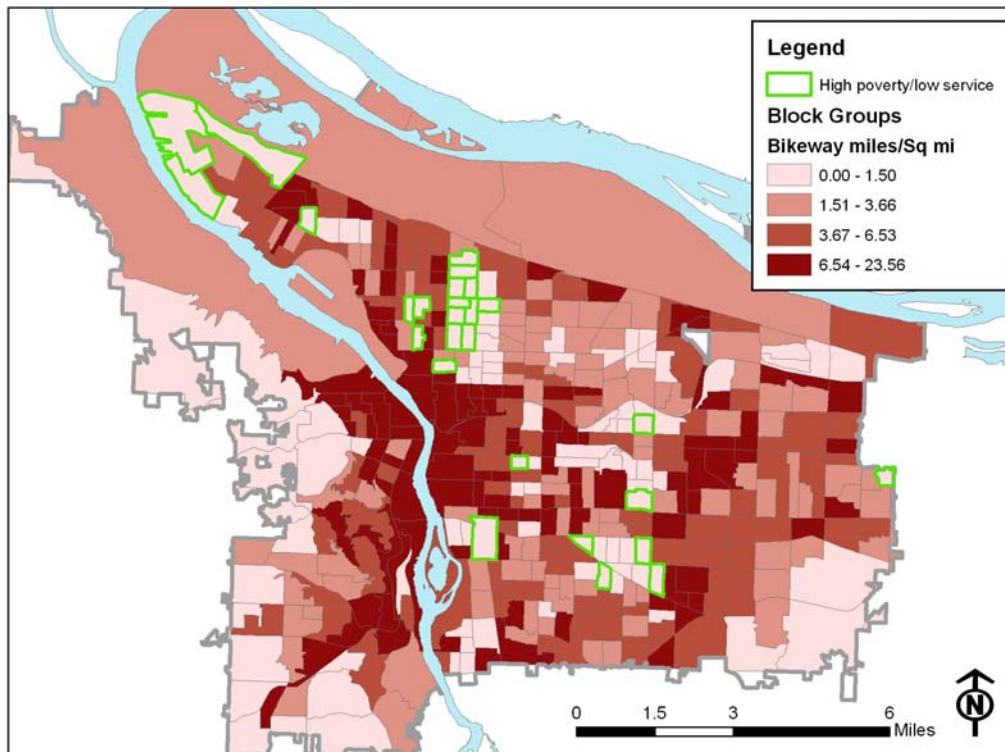 Legend
High poverty/low service
Block Groups
Bikeway miles/Sq mi
0.00 - 1.50
1.51 - 3.66
3.67 - 6.53
6.54 - 23.56
N
0 1.5 3 6
Miles